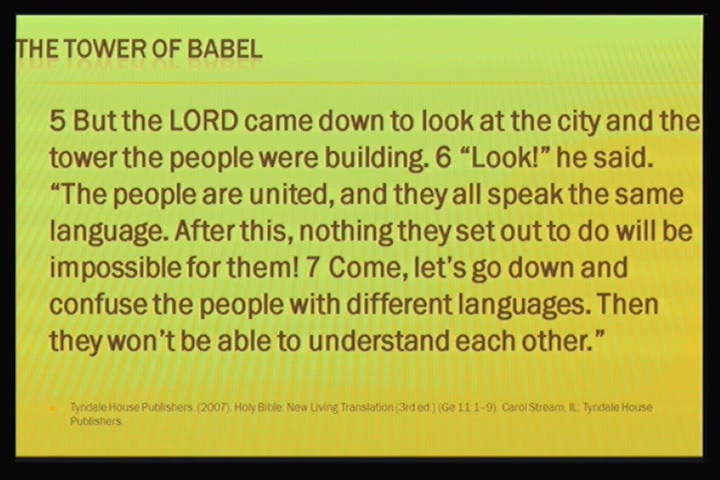 THE TOWER OF BABEL
5 But the LORD came down to look at the city and the
tower the people were building. 6 “Look!” he said.
“The people are united, and they all speak the same
language. After this, nothing they set out to do will be
impossible for them! 7 Come, let’s go down and
confuse the people with different languages. Then
they won’t be able to understand each other.”
Tyndale House Publishers. (2007). Holy Bible: New Living Translation (3rd ed.) (Ge 11:1–9). Carol Stream, IL: Tyndale House
Publishers.